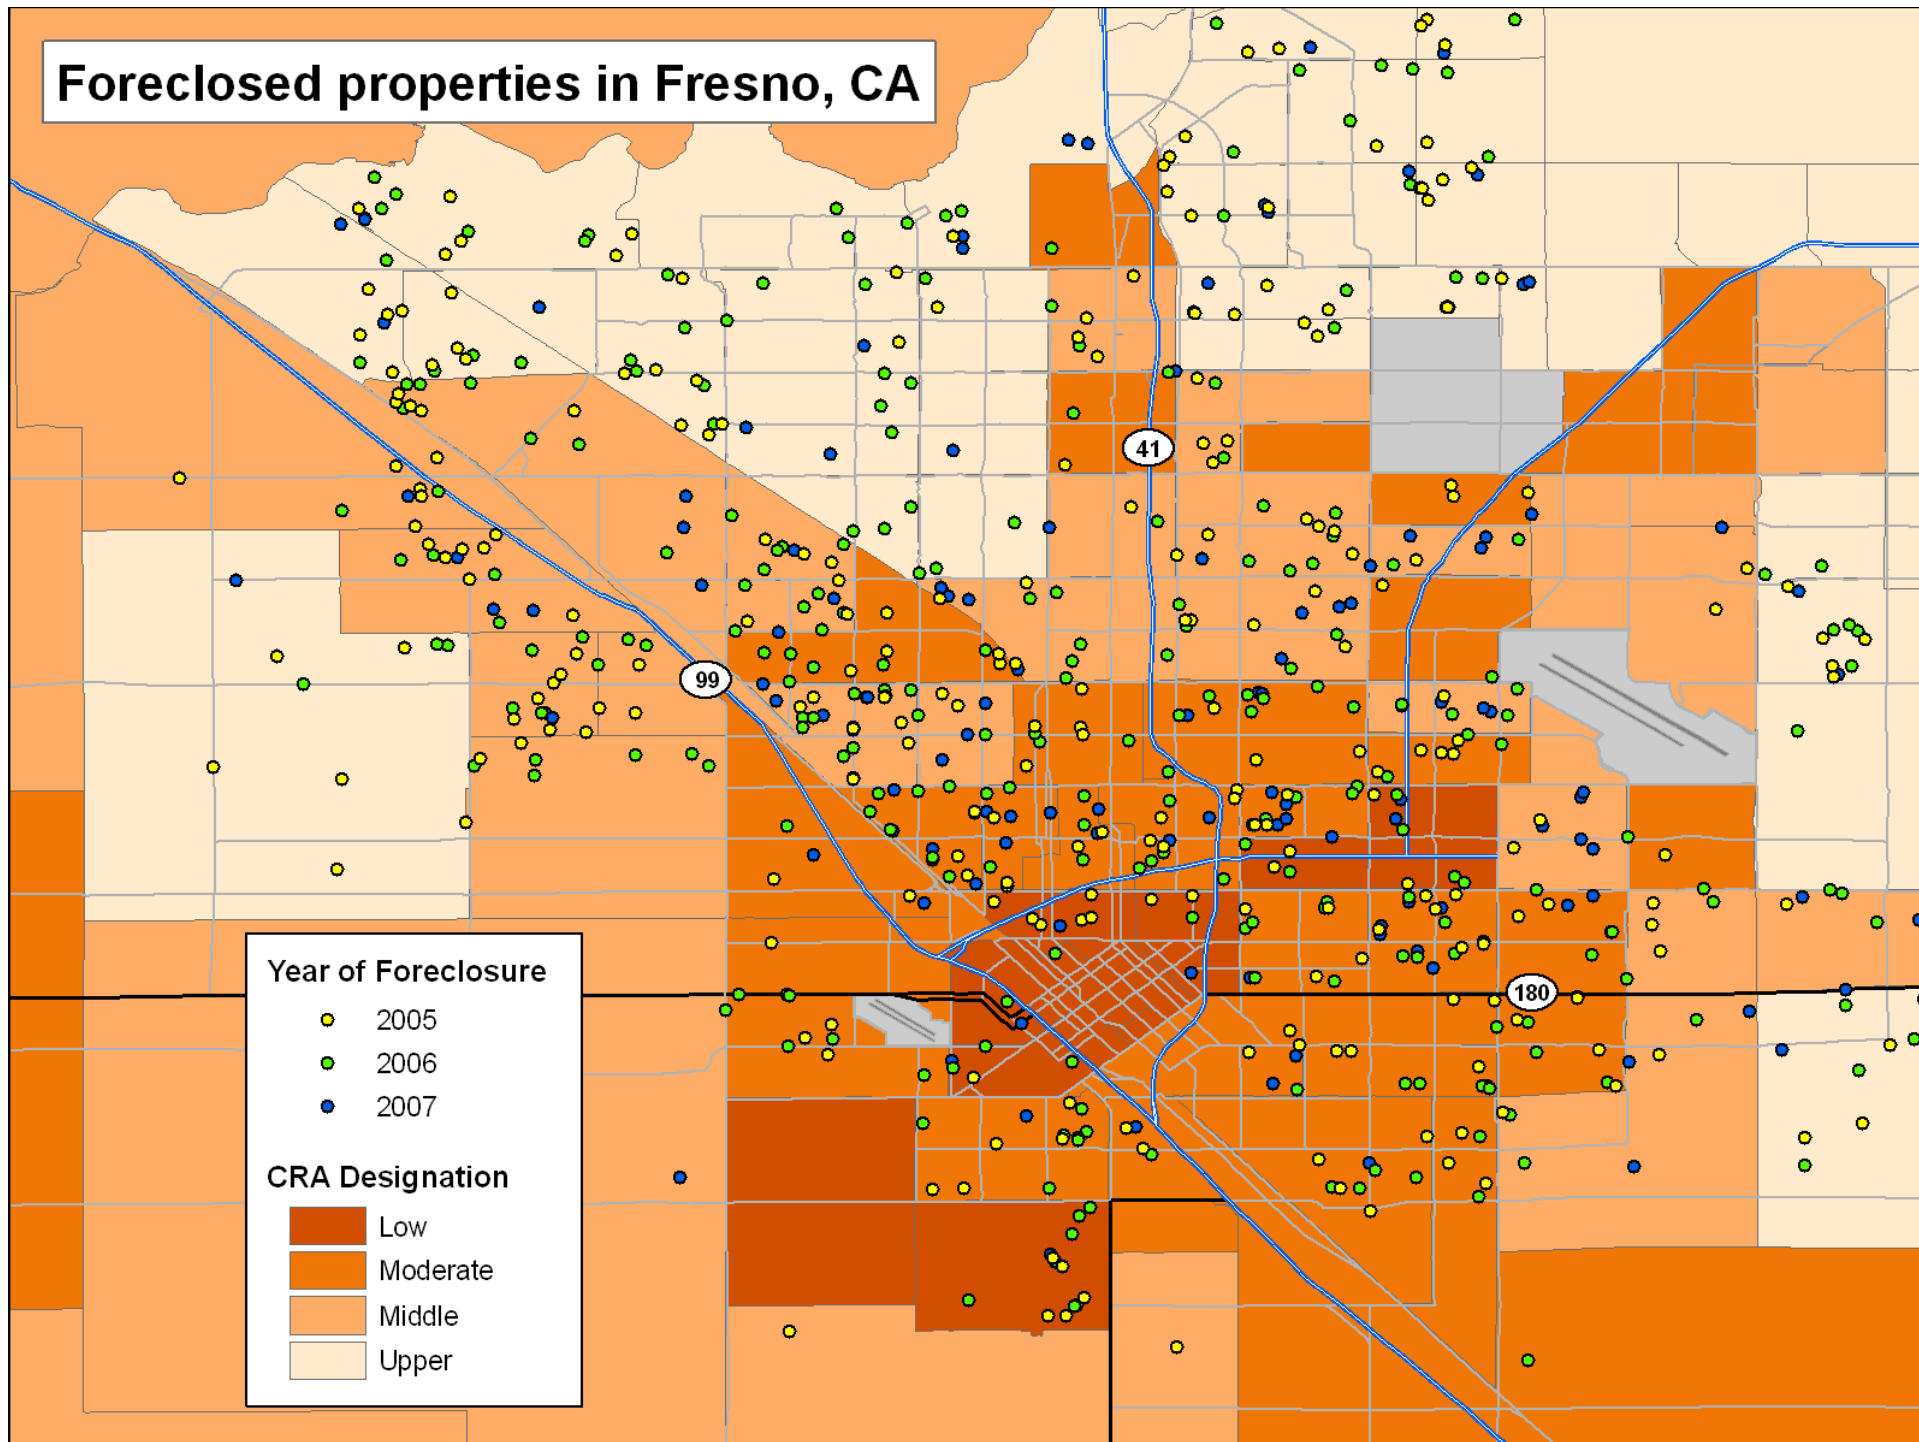 Foreclosed properties in Fresno, CA
41
99
180
Year of Foreclosure
2005
2006
2007
CRA Designation
Low
Moderate
Middle
Upper